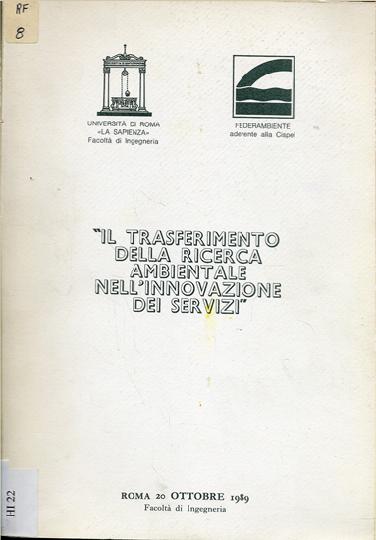 RF
8
UNIVERSITÀ DI ROMA
«LA SAPIENZA»
Facoltà di Ingegneria
FEDERAMBIENTE
aderente alla Cispel
"IL TRASFERIMENTO
DELLA RICERCA
AMBIENTALE
NELL'INNOVAZIONE
DEI SERVIZI"
ROMA 20 OTTOBRE 1989
Facoltà di Ingegneria
HI 22